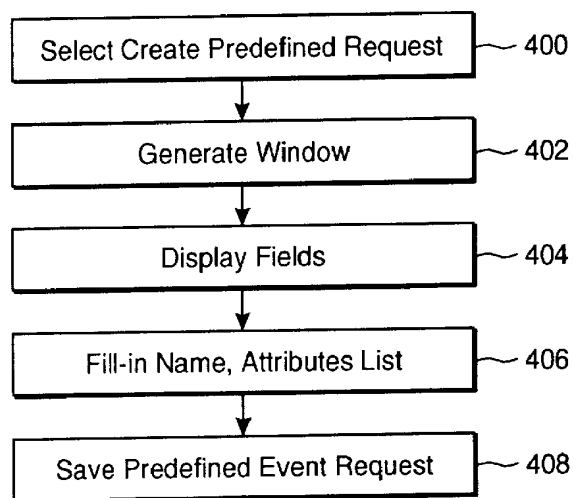 Select Create Predefined Request 400
Generate Window 402
Display Fields 404
Fill-in Name, Attributes List 406
Save Predefined Event Request 408